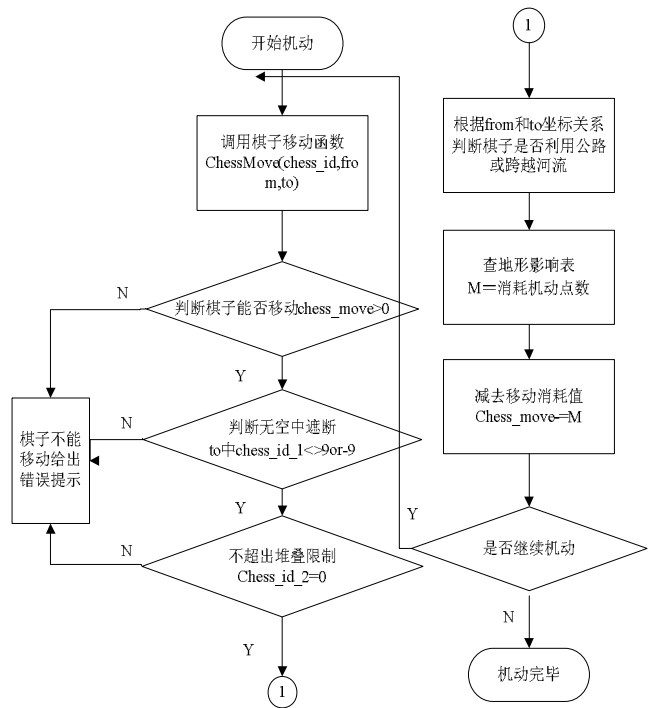 开始机动
调用棋子移动函数
ChessMove(chess_id,fro
m,to)
判断棋子能否移动chess_move>0
N
Y
判断无空中遮断
to中chess_id_1<>9or-9
N
Y
棋子不能
移动给出
错误提示
不超出堆叠限制
Chess_id_2=0
N
Y
1
1
根据from和to坐标关系
判断棋子是否利用公路
或跨越河流
查地形影响表
M＝消耗机动点数
减去移动消耗值
Chess_move-=M
是否继续机动
Y
N
机动完毕